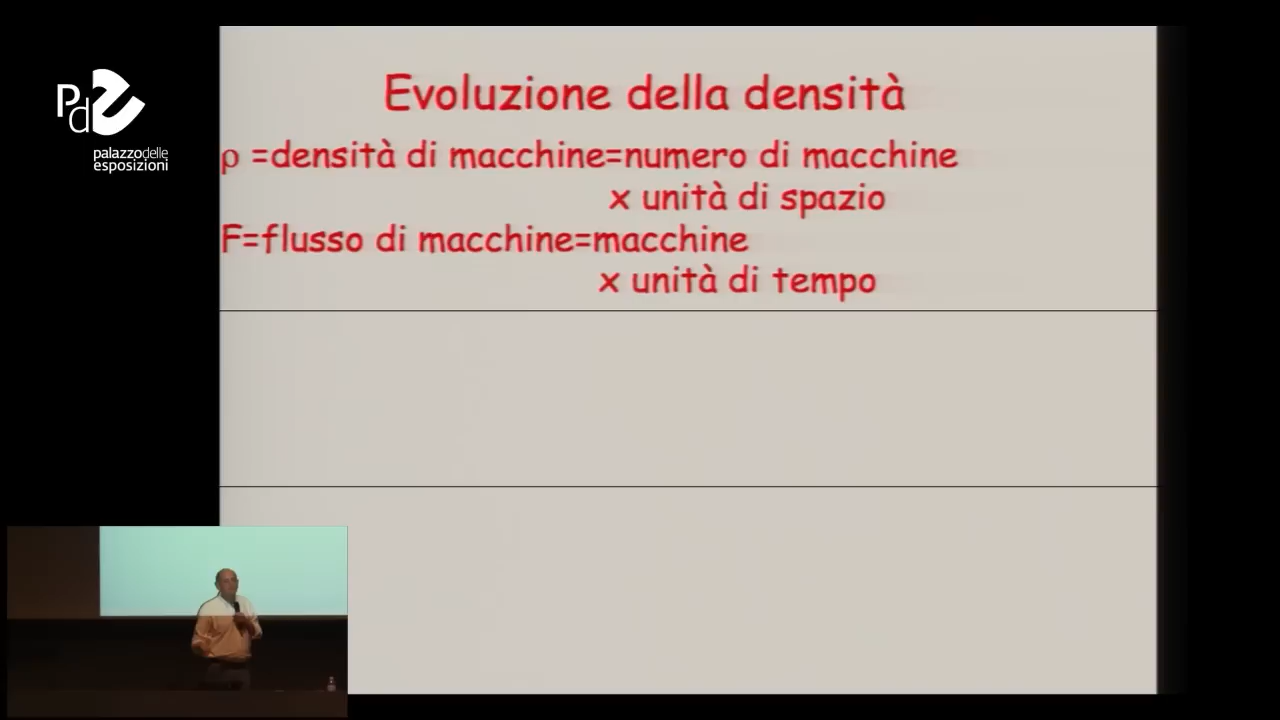 Pd
palazzodelle
esposizioni
Evoluzione della densità
ρ =densità di macchine=numero di macchine
x unità di spazio
F=flusso di macchine=macchine
x unità di tempo